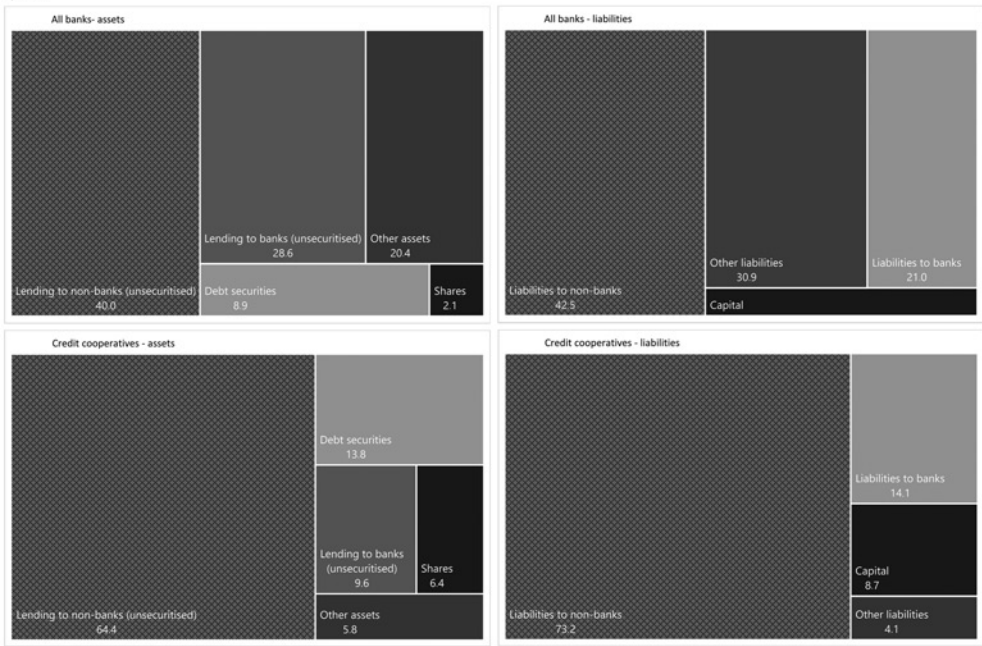 All banks- assets
Lending to non-banks (unsecuritised)
40.0
Lending to banks (unsecuritised)
28.6
Other assets
20.4
Debt securities
8.9
Shares
2.1
All banks - liabilities
Liabilities to non-banks
42.5
Other liabilities
30.9
Liabilities to banks
21.0
Capital
Credit cooperatives - assets
Lending to non-banks (unsecuritised)
64.4
Debt securities
13.8
Lending to banks
(unsecuritised)
9.6
Shares
6.4
Other assets
5.8
Credit cooperatives - liabilities
Liabilities to non-banks
73.2
Liabilities to banks
14.1
Capital
8.7
Other liabilities
4.1